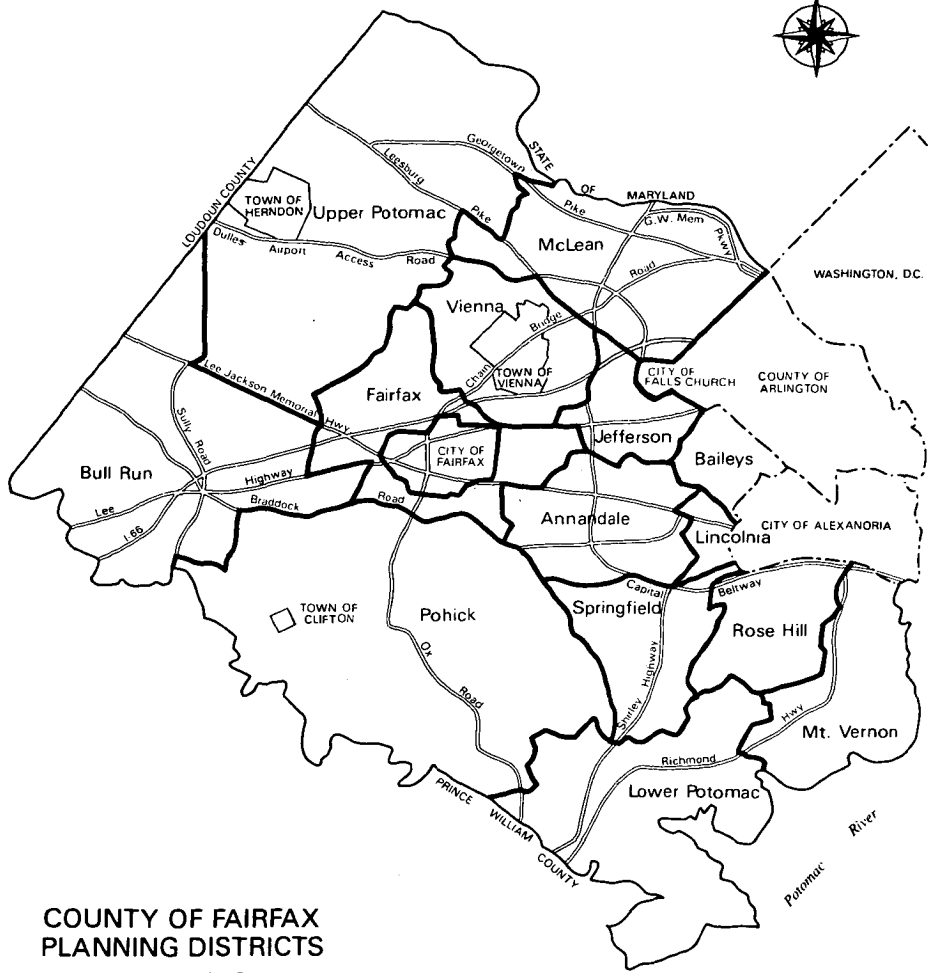 STATE
OF
MARYLAND
Georgetown
Pike
Leesburg
Pike
G.W. Mem
Pkwy
LOUDOUN COUNTY
TOWN OF
HERNDON
Upper Potomac
McLean
Dulles
Airport
Access
Road
WASHINGTON, D.C.
Vienna
Chain
Bridge
Road
TOWN OF
VIENNA
CITY OF
FALLS CHURCH
COUNTY OF
ARLINGTON
Lee Jackson Memorial Hwy
Fairfax
Jefferson
CITY OF
FAIRFAX
Baileys
Sully Road
Bull Run
Lee
Highway
I-66
Braddock
Road
Annandale
Lincolnia
CITY OF ALEXANORIA
Capital
Beltway
TOWN OF
CLIFTON
Pohick
Springfield
Rose Hill
Ox
Road
Shirley
Highway
Hwy
Richmond
Mt. Vernon
Lower Potomac
PRINCE
WILLIAM
COUNTY
Potomac
River
COUNTY OF FAIRFAX
PLANNING DISTRICTS